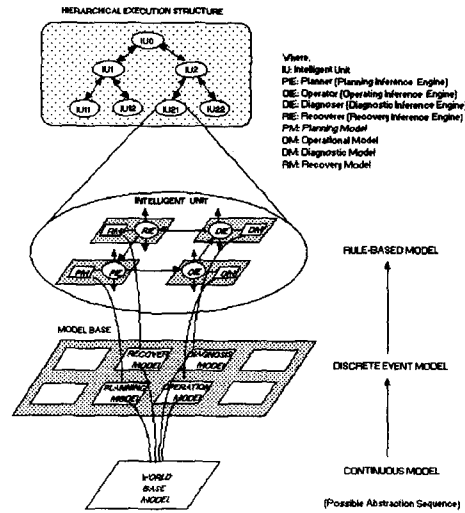 HIERARCHICAL EXECUTION STRUCTURE
IU0
IU1
IU2
IU11
IU12
IU21
IU22
Where,
IU: Intelligent Unit
PIE: Planner (Planning Inference Engine)
OIE: Operator (Operating Inference Engine)
DIE: Diagnoser (Diagnostic Inference Engine)
RIE: Recoverer (Recovery Inference Engine)
PM: Planning Model
OM: Operational Model
DM: Diagnostic Model
RM: Recovery Model
INTELLIGENT UNIT
RM
RIE
DIE
DM
PM
PIE
OIE
OM
RULE-BASED MODEL
MODEL BASE
RECOVER
MODEL
DIAGNOSIS
MODEL
PLANNING
MODEL
OPERATION
MODEL
DISCRETE EVENT MODEL
WORLD
BASE
MODEL
CONTINUOUS MODEL
(Possible Abstraction Sequence)